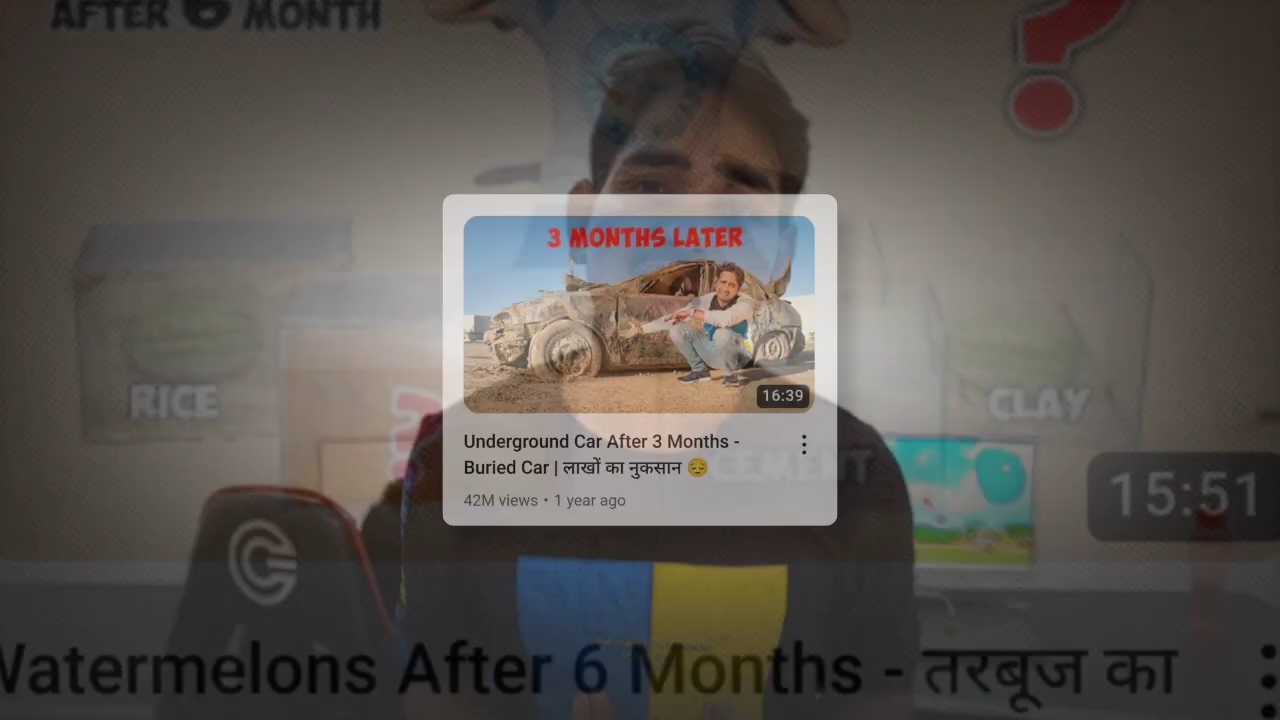 AFTER 6 MONTH
?
3 MONTHS LATER
16:39
Underground Car After 3 Months -
Buried Car | लाखों का नुकसान 😔
42M views • 1 year ago
RICE
CLAY
CEMENT
15:51
Watermelons After 6 Months - तरबूज का